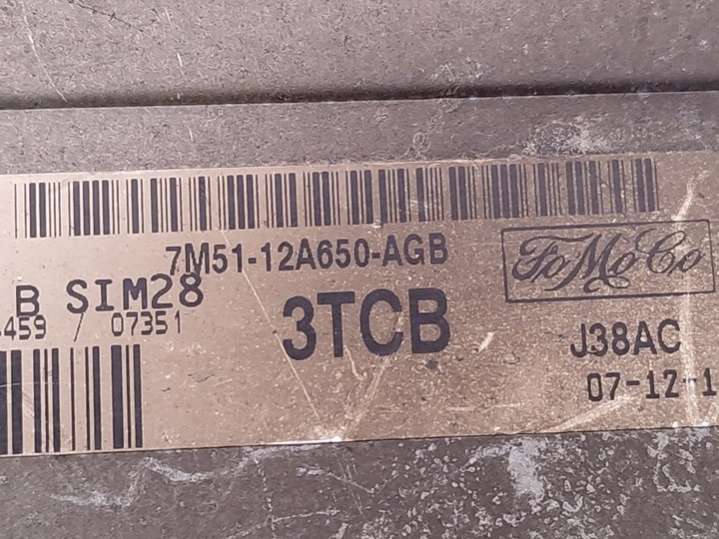 7M51-12A650-AGB
FoMoCo
B SIM28
459 / 07351
3TCB
J38AC
07-12-1